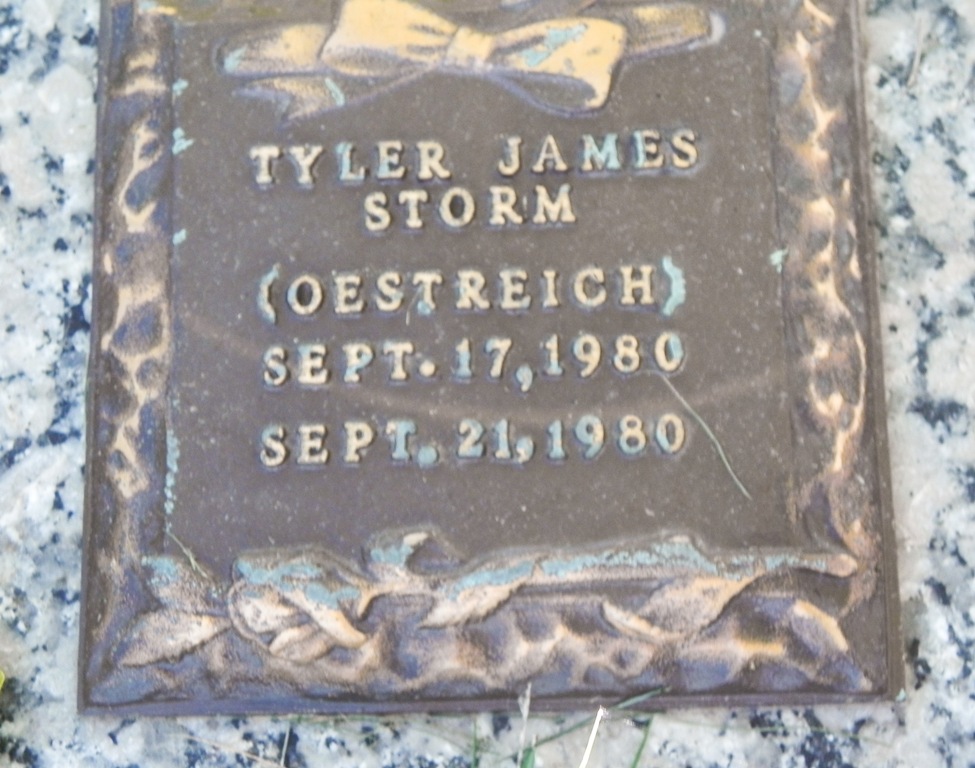 TYLER JAMES
STORM
(OESTREICH)
SEPT. 17, 1980
SEPT. 21, 1980